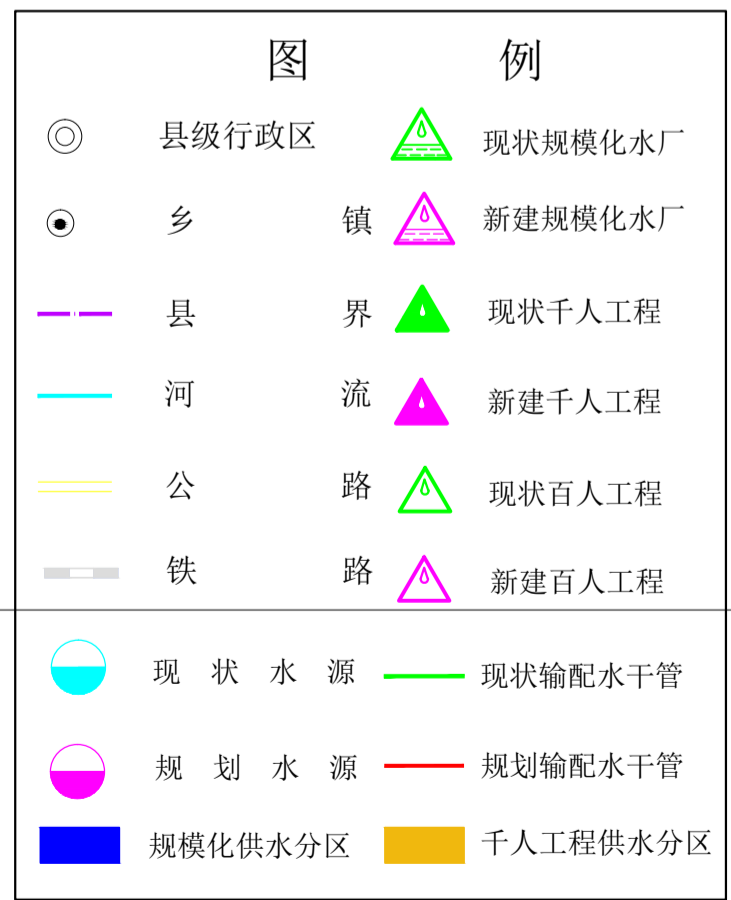 图 例
县级行政区 现状规模化水厂
乡 镇 新建规模化水厂
县 界 现状千人工程
河 流 新建千人工程
公 路 现状百人工程
铁 路 新建百人工程
现 状 水 源 现状输配水干管
规 划 水 源 规划输配水干管
规模化供水分区 千人工程供水分区